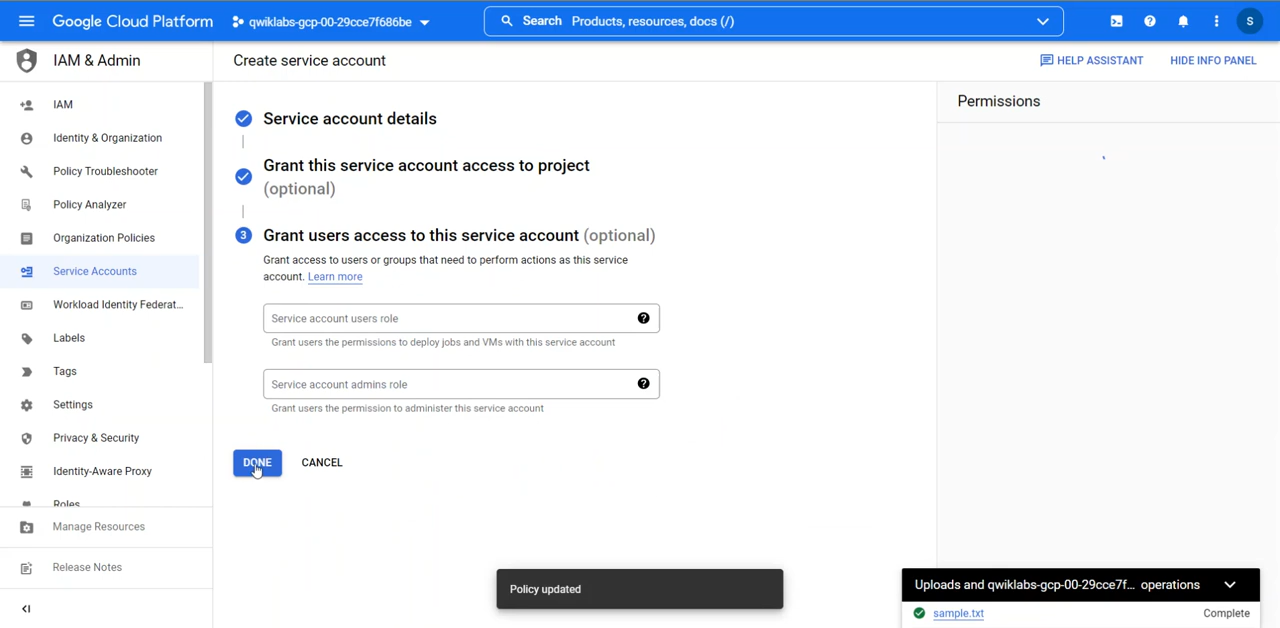 Google Cloud Platform
qwiklabs-gcp-00-29cce7f686be
Search Products, resources, docs (/)
S
IAM & Admin
Create service account
HELP ASSISTANT
HIDE INFO PANEL
IAM
Identity & Organization
Policy Troubleshooter
Policy Analyzer
Organization Policies
Service Accounts
Workload Identity Federat...
Labels
Tags
Settings
Privacy & Security
Identity-Aware Proxy
Roles
Manage Resources
Release Notes
Service account details
Grant this service account access to project
(optional)
3 Grant users access to this service account (optional)
Grant access to users or groups that need to perform actions as this service
account. Learn more
Service account users role
Grant users the permissions to deploy jobs and VMs with this service account
Service account admins role
Grant users the permission to administer this service account
DONE
CANCEL
Permissions
Policy updated
Uploads and qwiklabs-gcp-00-29cce7f... operations
sample.txt Complete